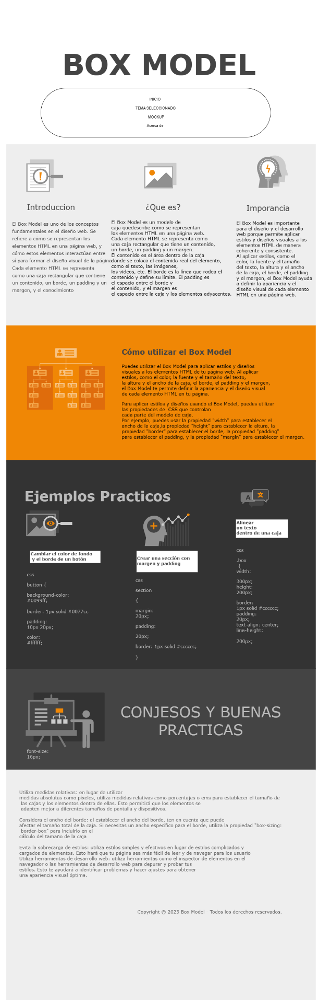 BOX MODEL
INICIO
TEMA SELECCIONADO
MOCKUP
Acerca de
Introduccion
El Box Model es uno de los conceptos
fundamentales en el diseño web. Se
refiere a cómo se representan los
elementos HTML en una página web, y
cómo estos elementos interactúan entre
sí para formar el diseño visual de la página.
Cada elemento HTML se representa
como una caja rectangular que contiene
un contenido, un borde, un padding y un
margen, y el conocimiento
¿Que es?
El Box Model es un modelo de
caja quedescribe cómo se representan
los elementos HTML en una página web.
Cada elemento HTML se representa como
una caja rectangular que tiene un contenido,
un borde, un padding y un margen.
El contenido es el área dentro de la caja
donde se coloca el contenido real del elemento,
como el texto, las imágenes,
los videos, etc. El borde es la línea que rodea el
contenido y define su límite. El padding es
el espacio entre el borde y
el contenido, y el margen es
el espacio entre la caja y los elementos adyacentes.
Imporancia
El Box Model es importante
para el diseño y el desarrollo
web porque permite aplicar
estilos y diseños visuales a los
elementos HTML de manera
coherente y consistente.
Al aplicar estilos, como el
color, la fuente y el tamaño
del texto, la altura y el ancho
de la caja, el borde, el padding
y el margen, el Box Model ayuda
a definir la apariencia y el
diseño visual de cada elemento
HTML en una página web.
Cómo utilizar el Box Model
Puedes utilizar el Box Model para aplicar estilos y diseños
visuales a los elementos HTML de tu página web. Al aplicar
estilos, como el color, la fuente y el tamaño del texto,
la altura y el ancho de la caja, el borde, el padding y el margen,
el Box Model te permite definir la apariencia y el diseño visual
de cada elemento HTML en tu página.
Para aplicar estilos y diseños usando el Box Model, puedes utilizar
las propiedades de  CSS que controlan
cada parte del modelo de caja.
Por ejemplo, puedes usar la propiedad "width" para establecer el
ancho de la caja,la propiedad "height" para establecer la altura, la
propiedad "border" para establecer el borde, la propiedad "padding"
para establecer el padding, y la propiedad "margin" para establecer el margen.
Ejemplos Practicos
Cambiar el color de fondo
y el borde de un botón
css
button {
background-color:
#0099ff;
border: 1px solid #0077cc
padding:
10px 20px;
color:
#ffffff;
Crear una sección con
margen y padding
css
section
{
margin:
20px;
padding:
20px;
border: 1px solid #cccccc;
}
A
文
Alinear
un texto
dentro de una caja
css
.box
{
width:
300px;
height:
200px;
border:
1px solid #cccccc;
padding:
20px;
text-align: center;
line-height:
200px;
CONJESOS Y BUENAS
PRACTICAS
font-size:
16px;
Utiliza medidas relativas: en lugar de utilizar
medidas absolutas como píxeles, utiliza medidas relativas como porcentajes o ems para establecer el tamaño de
las cajas y los elementos dentro de ellas. Esto permitirá que los elementos se
adapten mejor a diferentes tamaños de pantalla y dispositivos.
Considera el ancho del borde: al establecer el ancho del borde, ten en cuenta que puede
afectar el tamaño total de la caja. Si necesitas un ancho específico para el borde, utiliza la propiedad "box-sizing:
border-box" para incluirlo en el
cálculo del tamaño de la caja
Evita la sobrecarga de estilos: utiliza estilos simples y efectivos en lugar de estilos complicados y
cargados de elementos. Esto hará que tu página sea más fácil de leer y de navegar para los usuario
Utiliza herramientas de desarrollo web: utiliza herramientas como el inspector de elementos en el
navegador o las herramientas de desarrollo web para depurar y probar tus
estilos. Esto te ayudará a identificar problemas y hacer ajustes para obtener
una apariencia visual óptima.
Copyright © 2023 Box Model - Todos los derechos reservados.